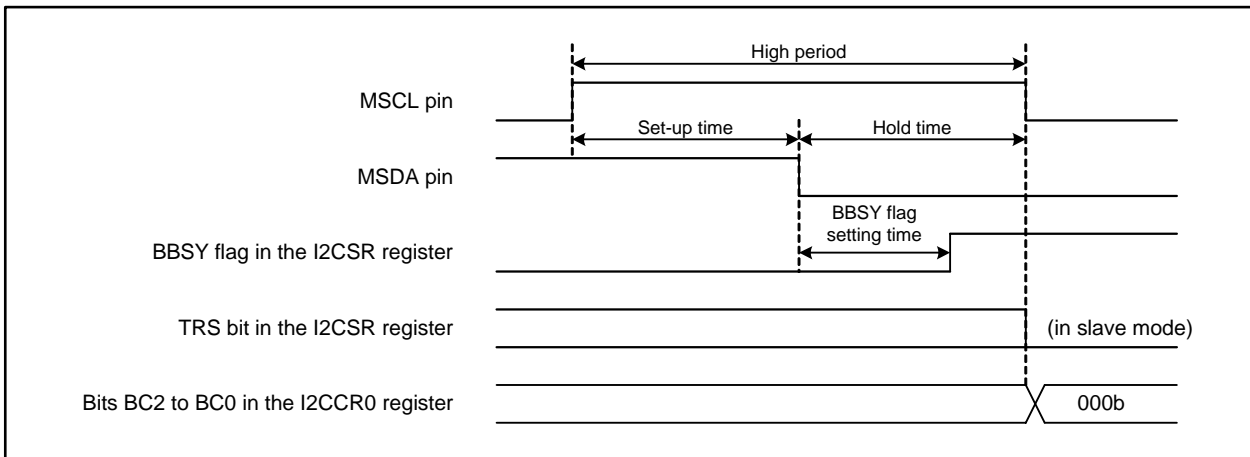 High period
MSCL pin
Set-up time
Hold time
MSDA pin
BBSY flag
setting time
BBSY flag in the I2CSR register
TRS bit in the I2CSR register
(in slave mode)
Bits BC2 to BC0 in the I2CCR0 register
000b